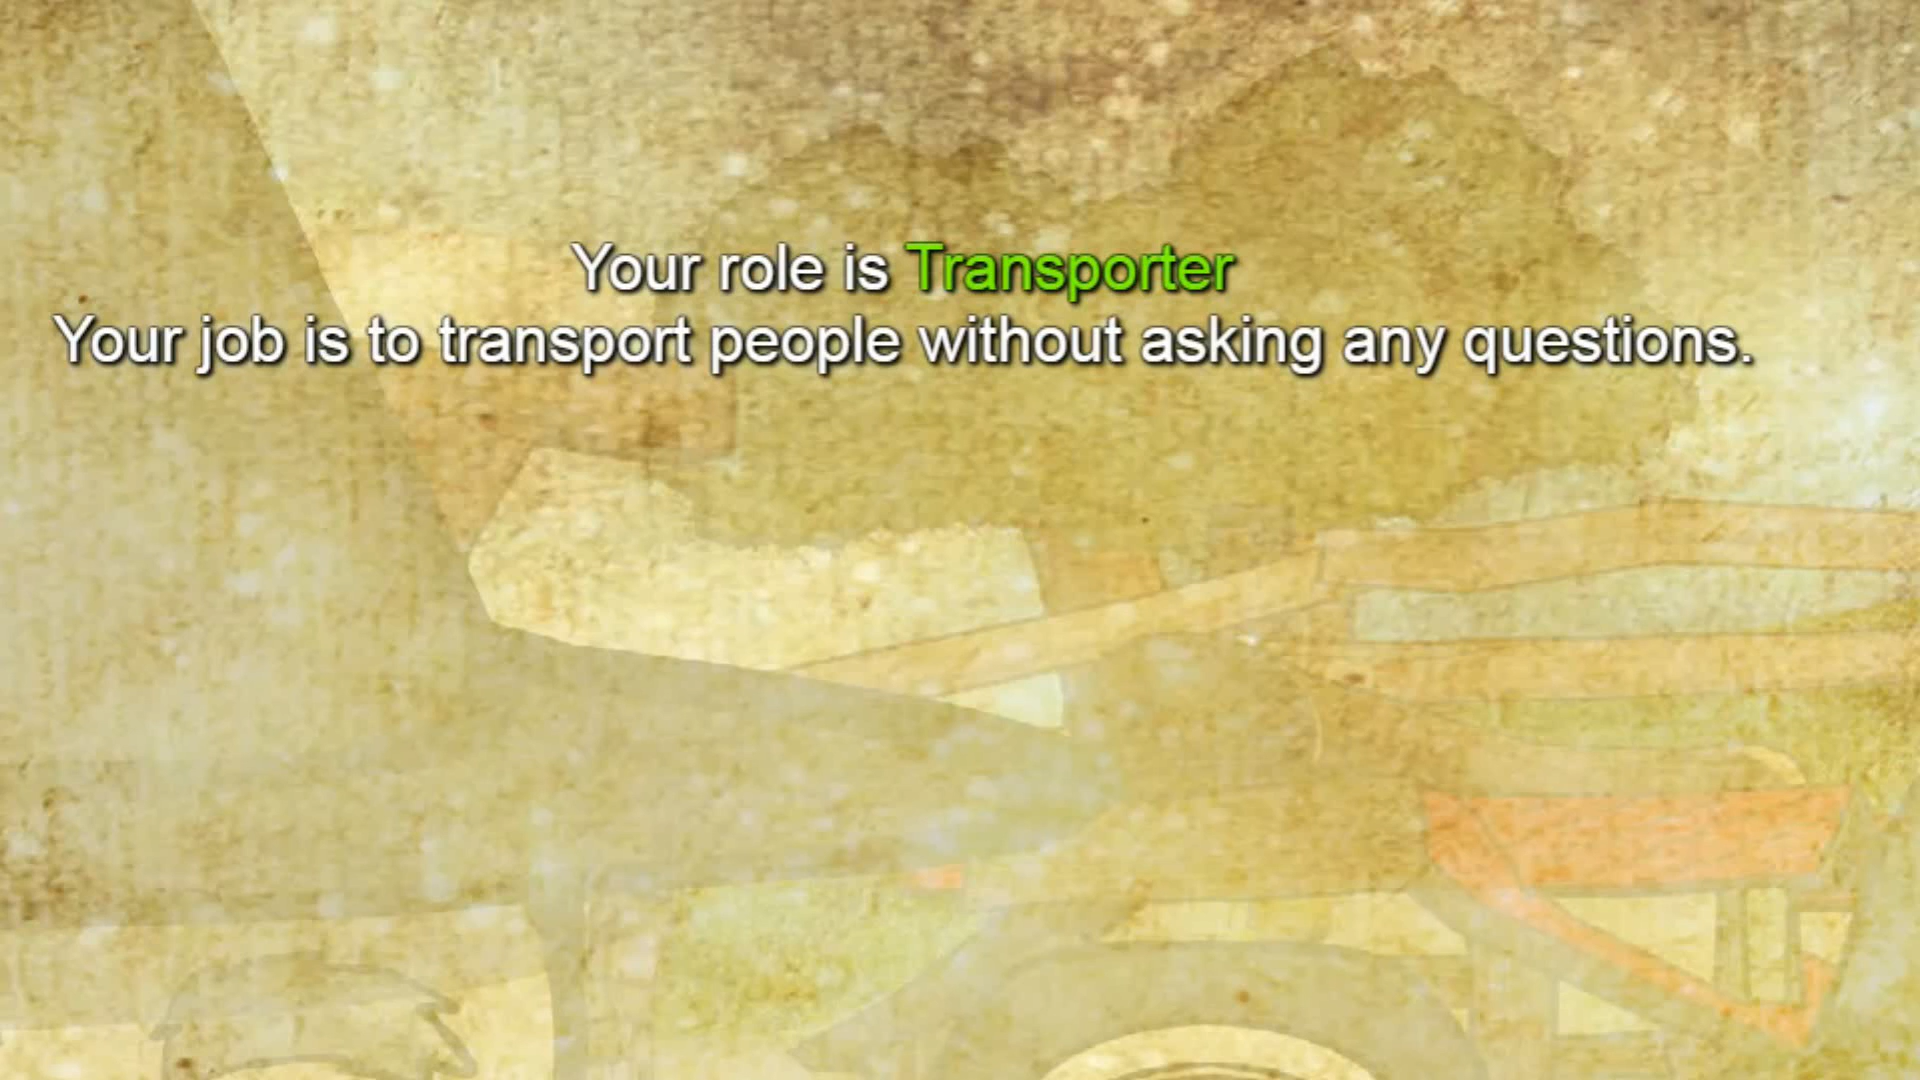 Your role is Transporter
Your job is to transport people without asking any questions.